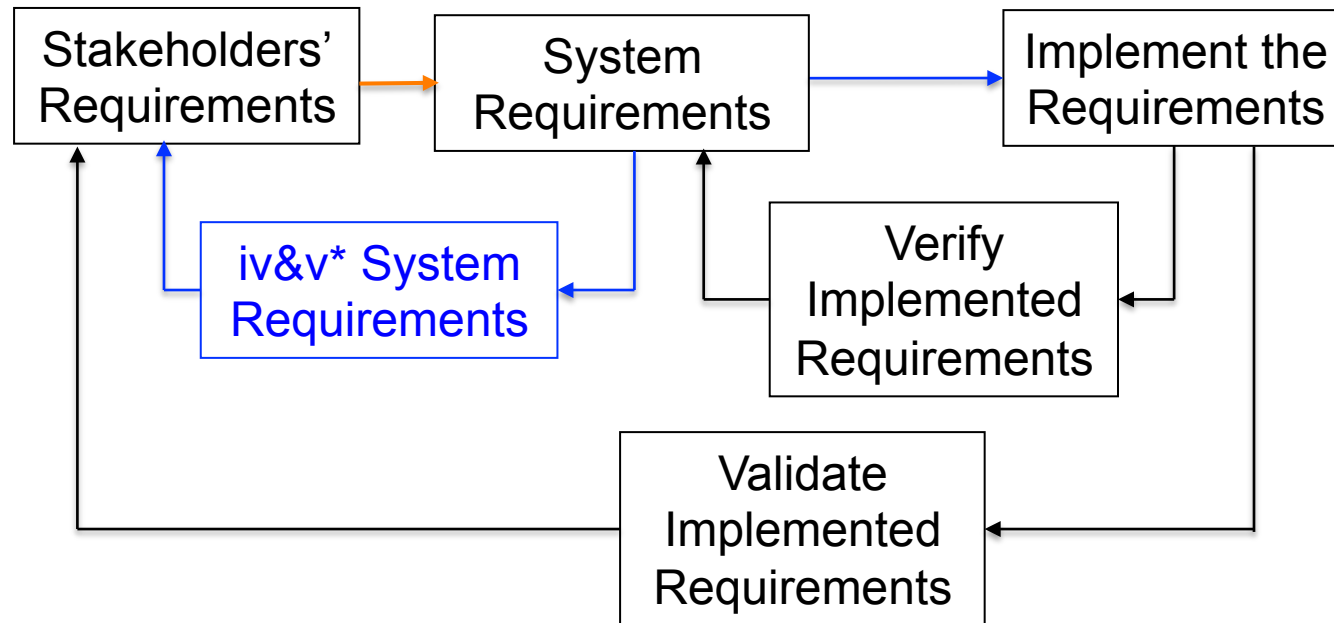 Stakeholders’
Requirements
System
Requirements
Implement the
Requirements
iv&v* System
Requirements
Verify
Implemented
Requirements
Validate
Implemented
Requirements